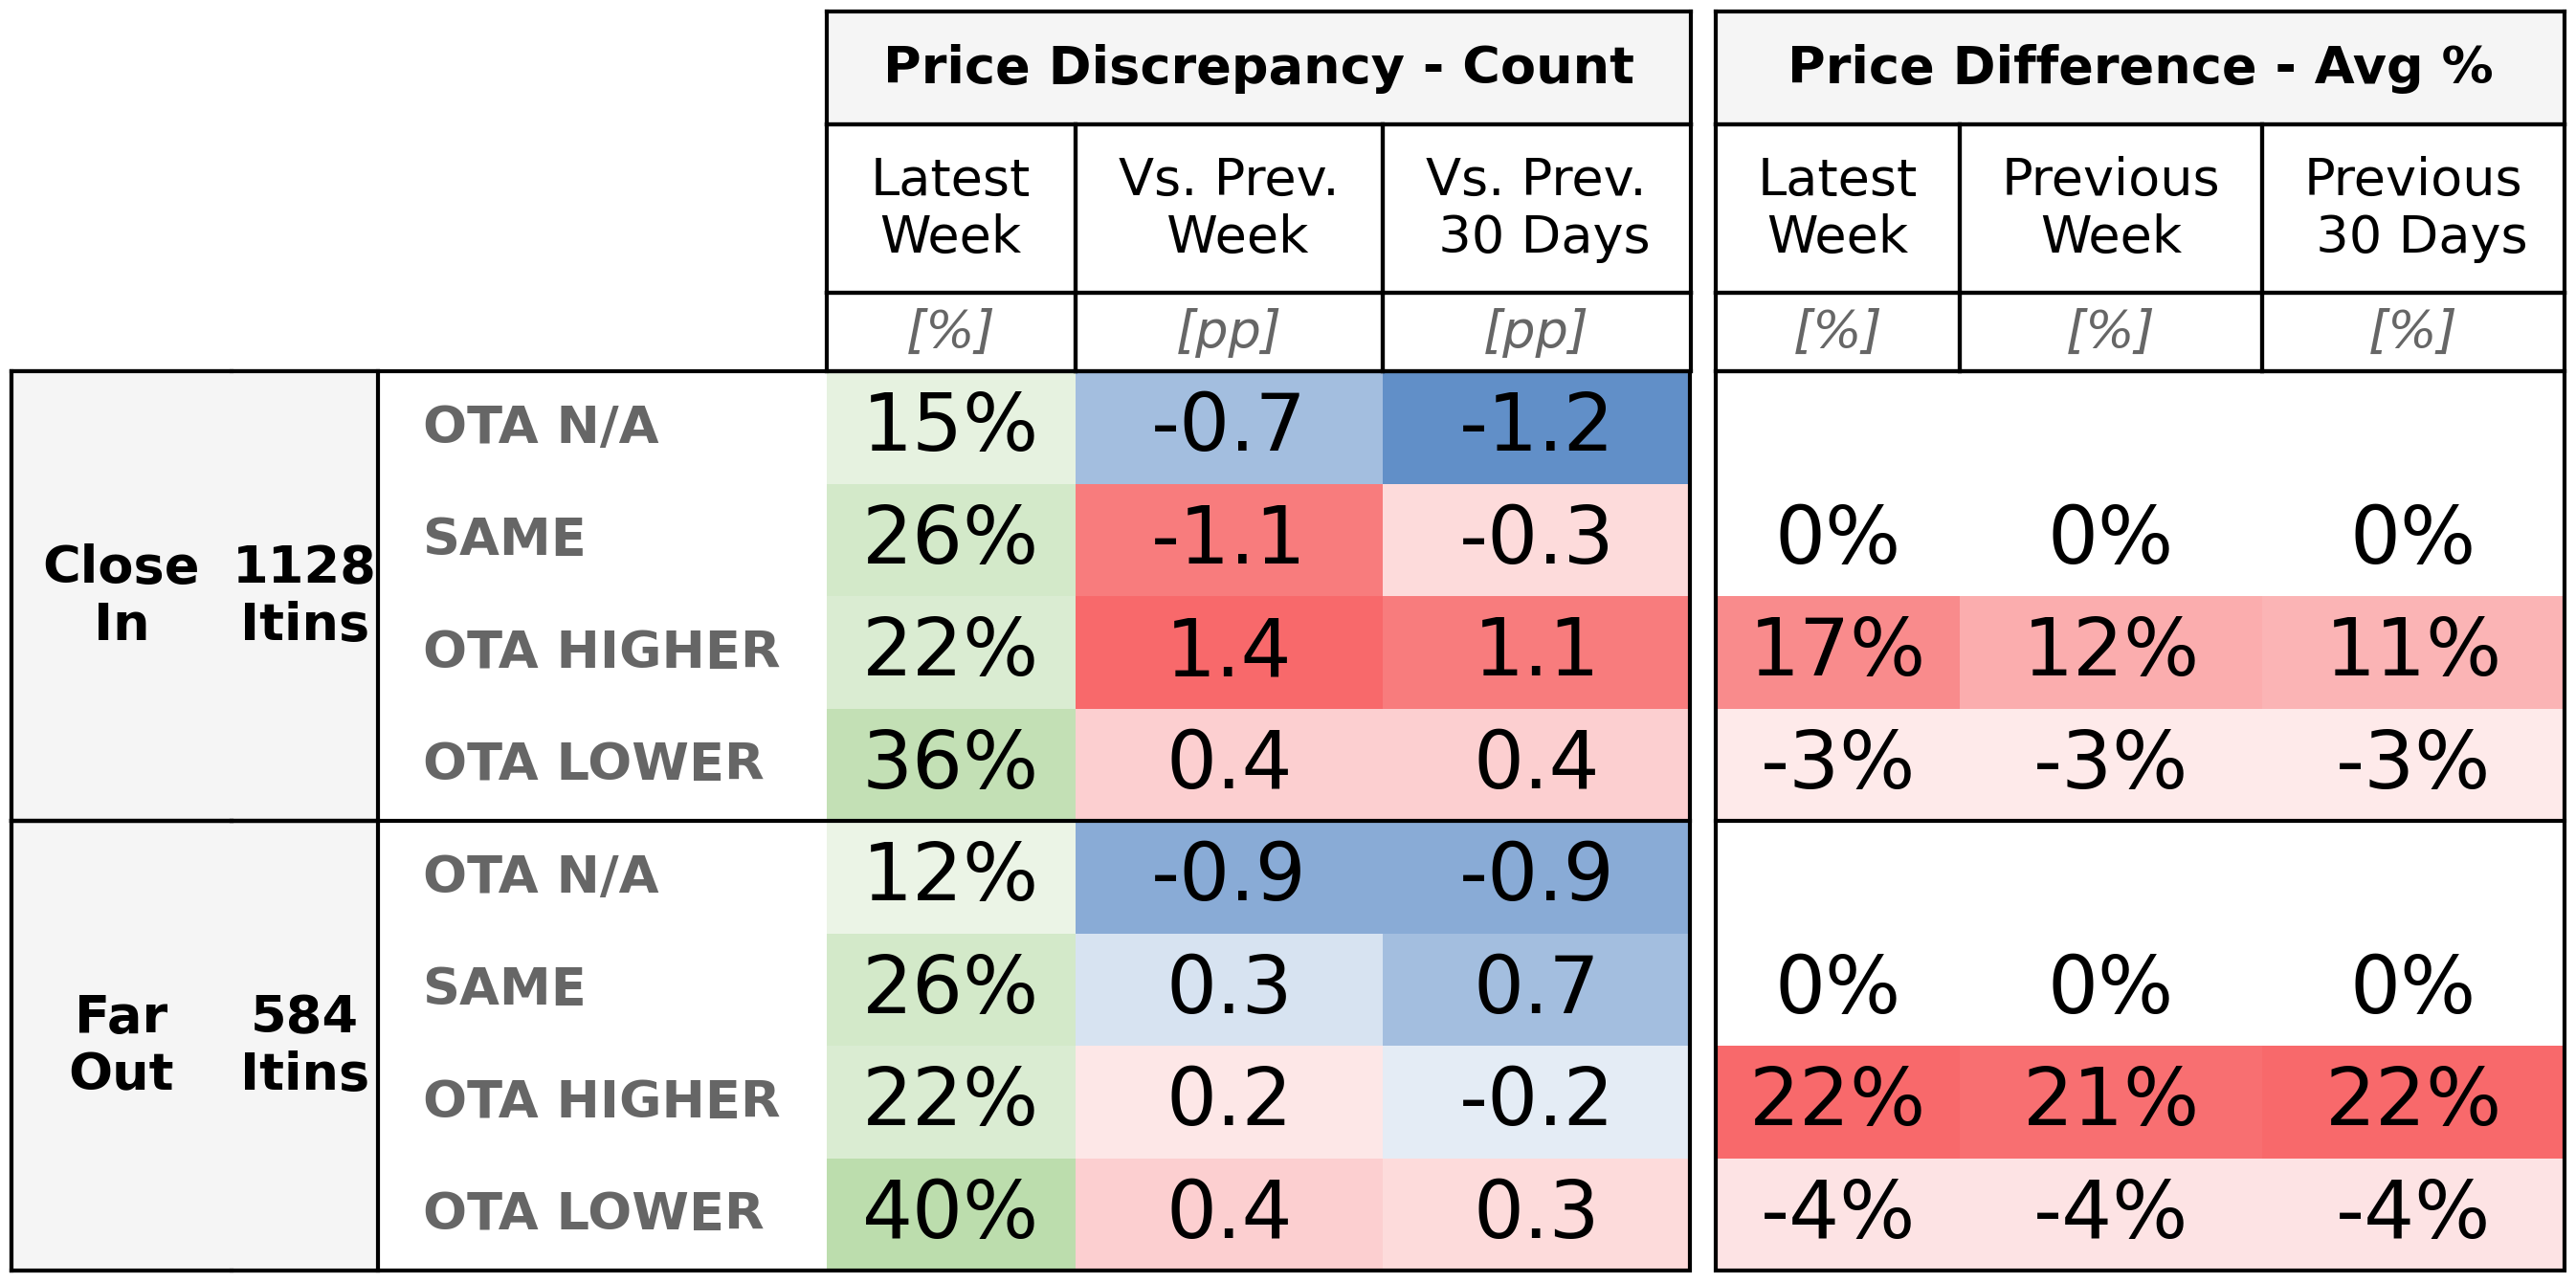 Price Discrepancy - Count Price Difference - Avg %
Latest Week Vs. Prev. Week Vs. Prev. 30 Days Latest Week Previous Week Previous 30 Days
[%] [pp] [pp] [%] [%] [%]
Close In 1128 Itins
OTA N/A 15% -0.7 -1.2
SAME 26% -1.1 -0.3 0% 0% 0%
OTA HIGHER 22% 1.4 1.1 17% 12% 11%
OTA LOWER 36% 0.4 0.4 -3% -3% -3%
Far Out 584 Itins
OTA N/A 12% -0.9 -0.9
SAME 26% 0.3 0.7 0% 0% 0%
OTA HIGHER 22% 0.2 -0.2 22% 21% 22%
OTA LOWER 40% 0.4 0.3 -4% -4% -4%